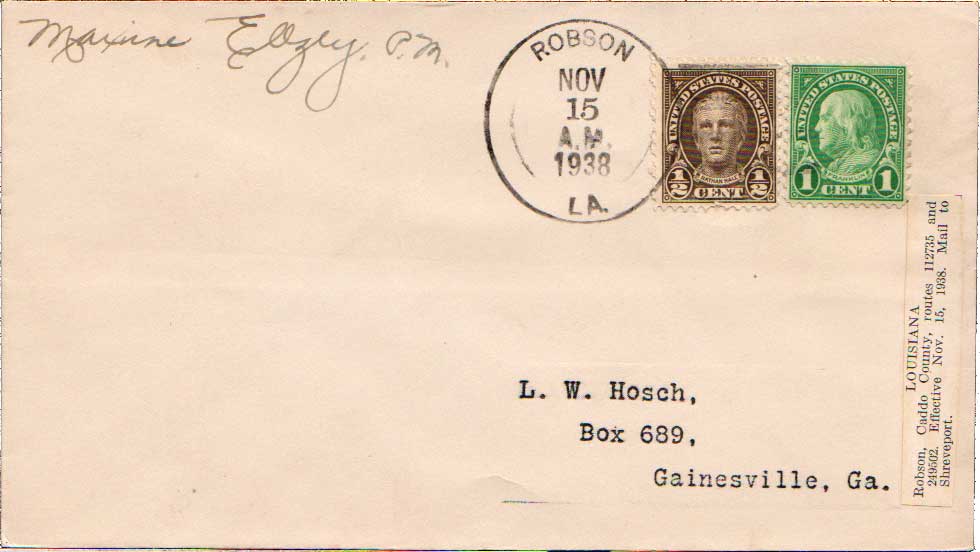 Maxine Elzey, P.M.
ROBSON
NOV
15
A.M.
1938
LA.
UNITED STATES POSTAGE
NATHAN HALE
1/2 CENT 1/2
UNITED STATES POSTAGE
FRANKLIN
1 CENT 1
LOUISIANA
Robson, Caddo County, routes 112735 and
249502. Effective Nov. 15, 1938. Mail to
Shreveport.
L. W. Hosch,
Box 689,
Gainesville, Ga.